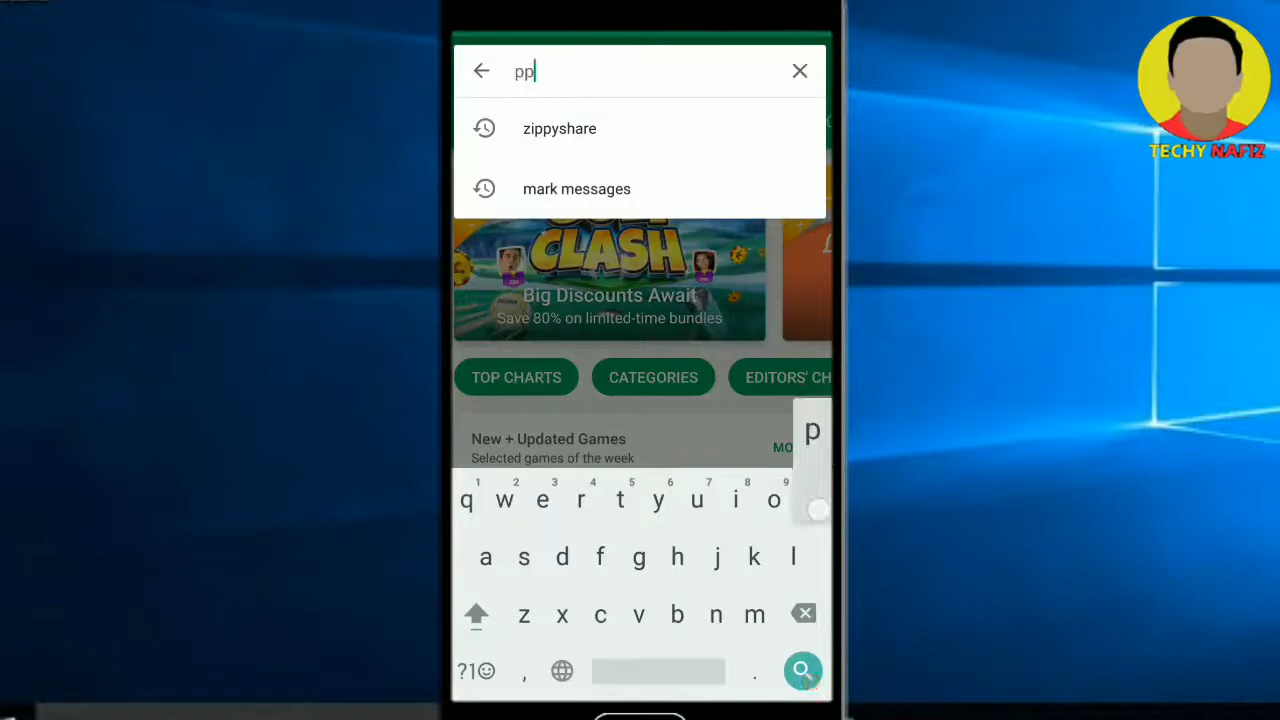 pp
zippyshare
mark messages
TECHY NAFIZ
CLASH
Big Discounts Await
Save 80% on limited-time bundles
TOP CHARTS
CATEGORIES
EDITORS' CH
New + Updated Games
MO
Selected games of the week
p
1 2 3 4 5 6 7 8 9
q w e r t y u i o
a s d f g h j k l
z x c v b n m
?1☺ , .